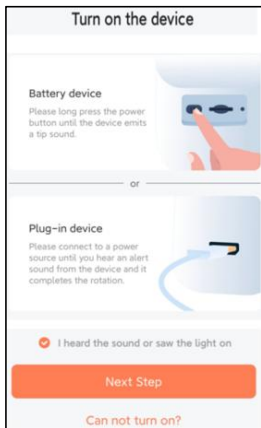 Turn on the device
Battery device
Please long press the power
button until the device emits
a tip sound.
or
Plug-in device
Please connect to a power
source until you hear an alert
sound from the device and it
completes the rotation.
I heard the sound or saw the light on
Next Step
Can not turn on?